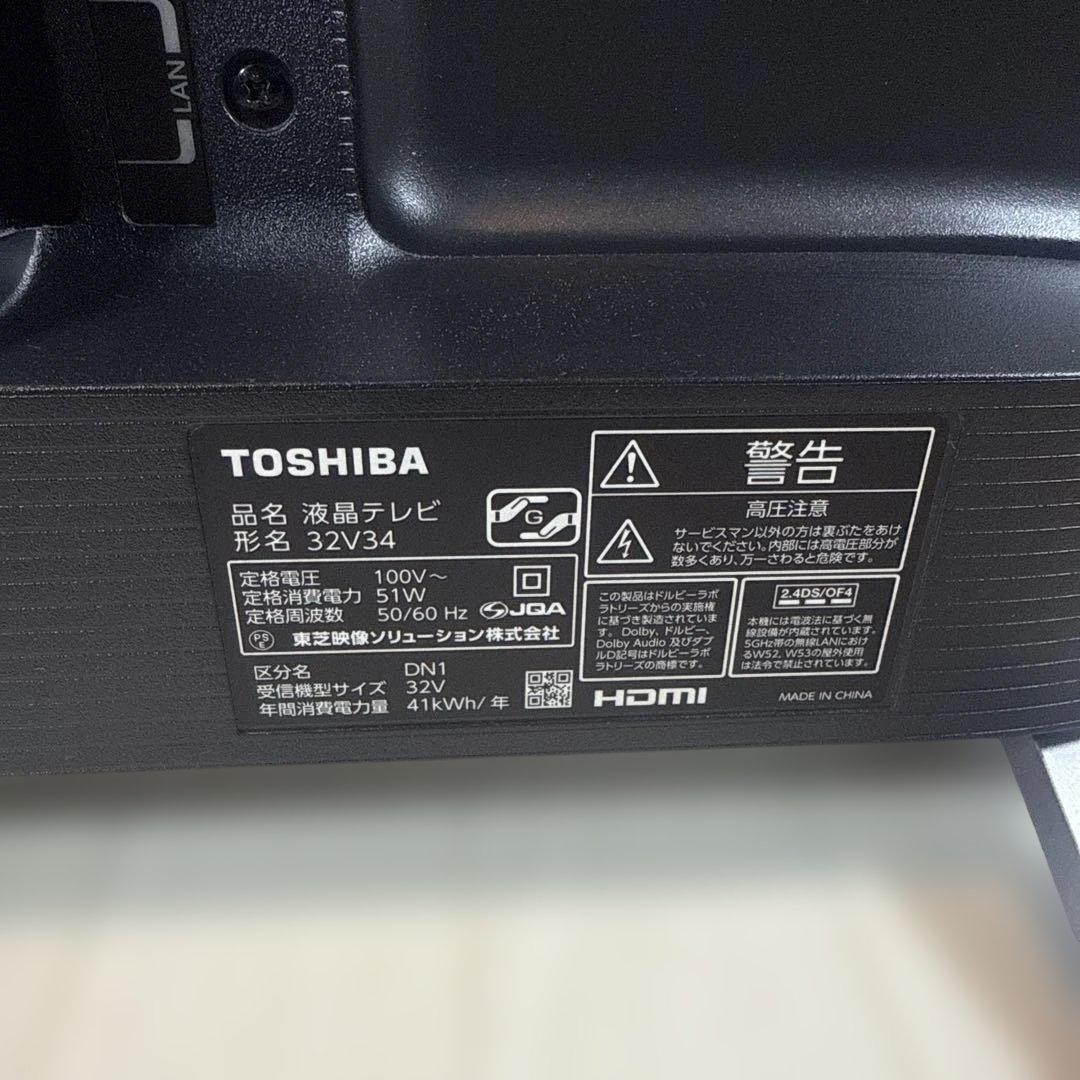 LAN
TOSHIBA
品名 液晶テレビ
形名 32V34
G
定格電圧 100V～
定格消費電力 51W
定格周波数 50/60 Hz
JQA
PS
E
東芝映像ソリューション株式会社
区分名 DN1
受信機型サイズ 32V
年間消費電力量 41kWh/年
警告
高圧注意
サービスマン以外の方は裏ぶたをあけ
ないでください。内部には高電圧部分が
数多くあり、万一さわると危険です。
この製品はドルビーラボ
ラトリーズからの実施権
に基づき製造されていま
す。Dolby、ドルビー、
Dolby Audio 及びダブ
ルD記号はドルビーラボ
ラトリーズの商標です。
2.4DS/OF4
本機には電波法に基づく無
線設備が内蔵されています。
5GHz帯の無線LANにおけ
るW52、W53の屋外使用
は法令で禁止されています。
HDMI
MADE IN CHINA